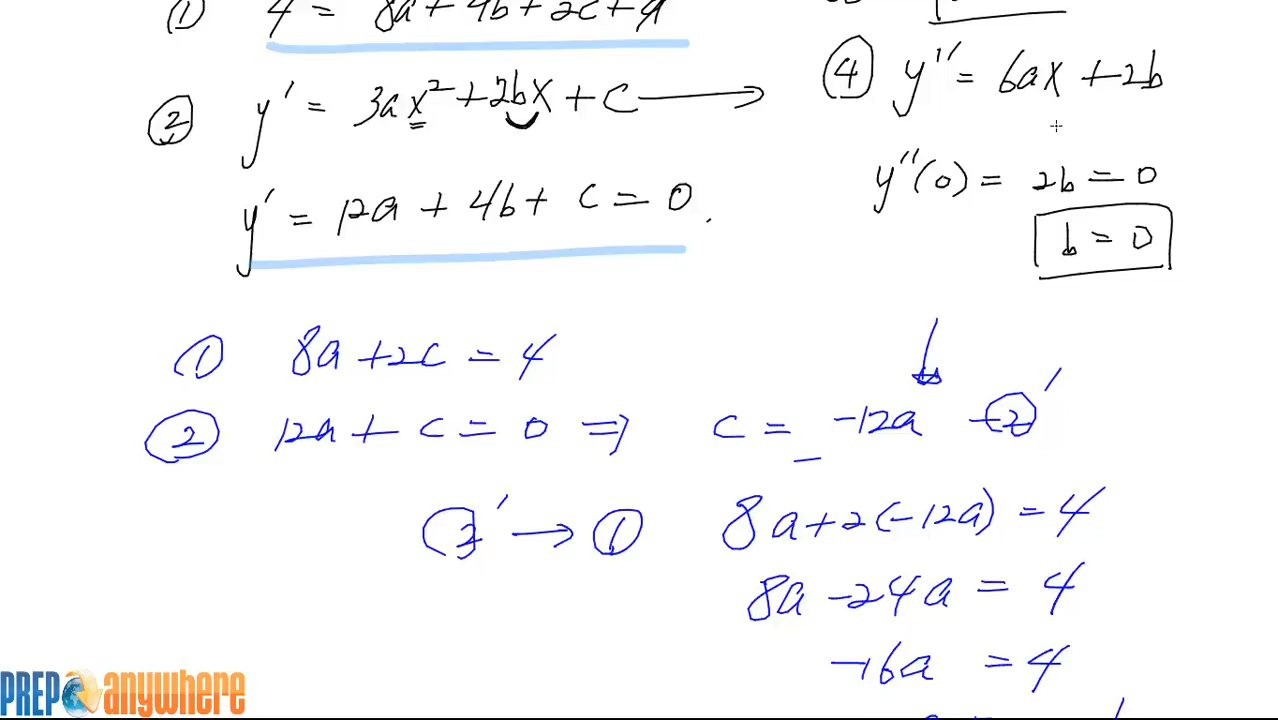 ① 4 = 8a + 4b + 2c + d
② y' = 3ax² + 2bx + c ⟶ ④ y'' = 6ax + 2b
y' = 12a + 4b + c = 0.
y''(0) = 2b = 0
b = 0
① 8a + 2c = 4
② 12a + c = 0 ⇒ c = -12a -②'
②' → ① 8a + 2(-12a) = 4
8a - 24a = 4
-16a = 4
PREP anywhere